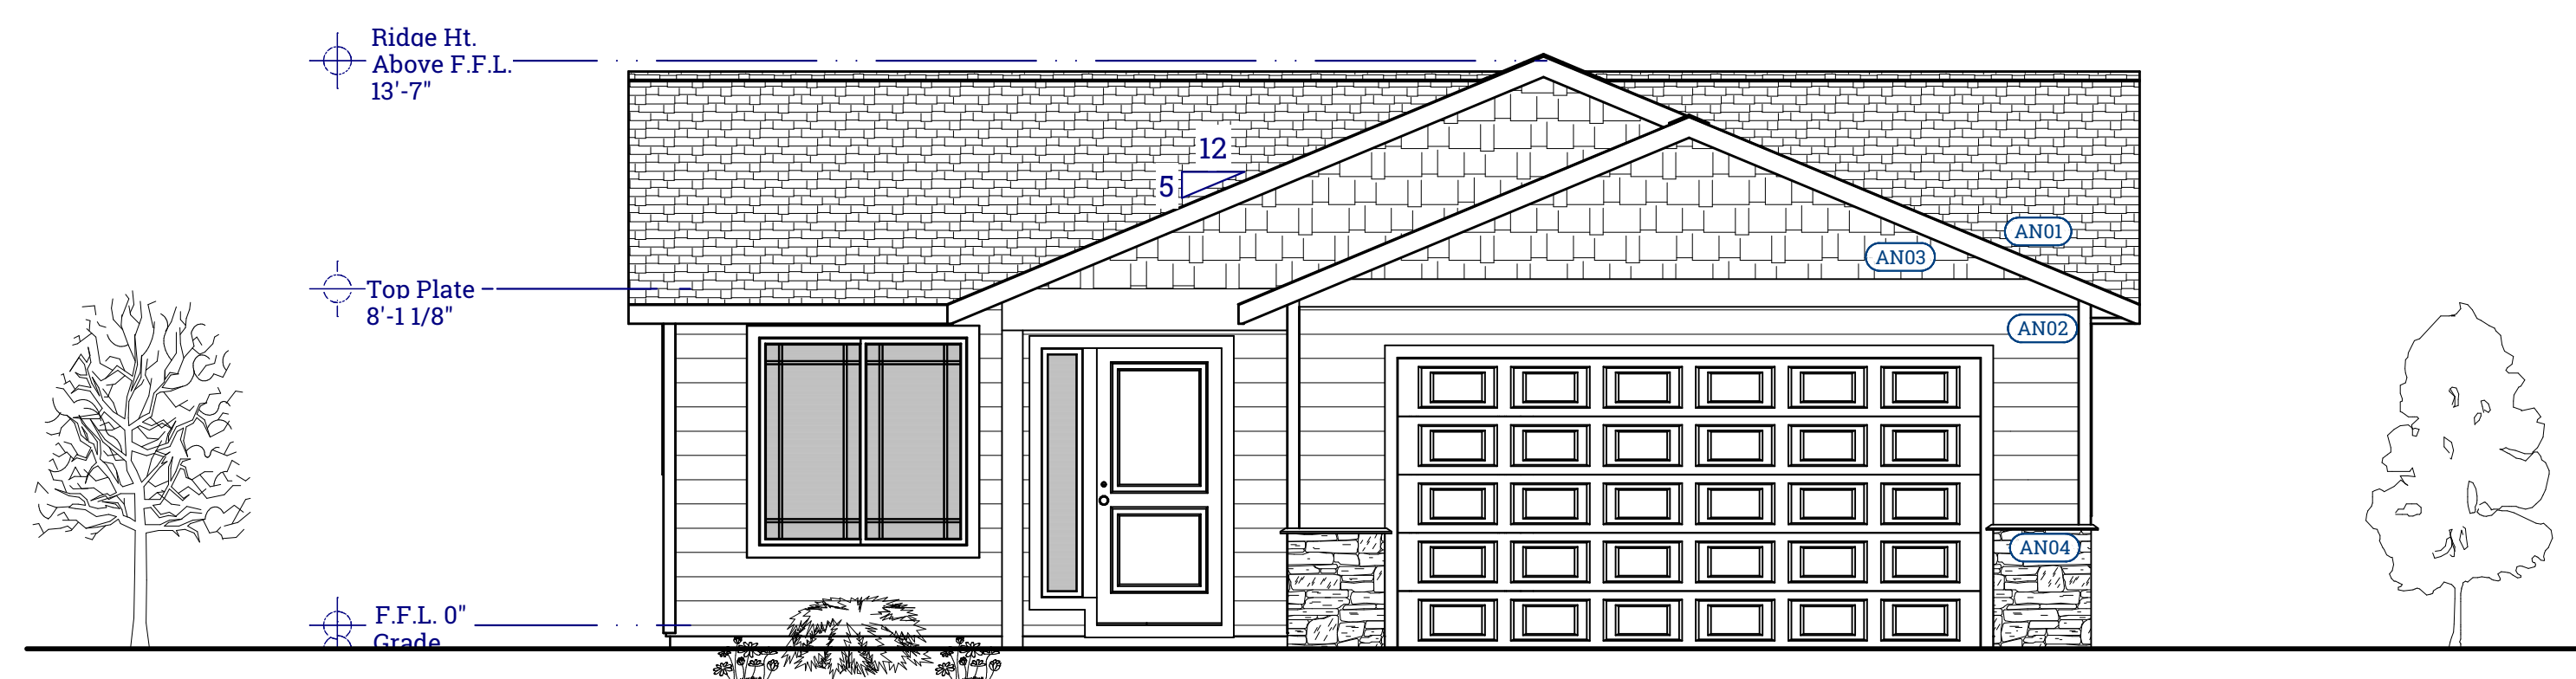 Ridge Ht.
Above F.F.L.
13'-7"
12
5
AN01
AN03
Top Plate
8'-1 1/8"
AN02
AN04
F.F.L. 0"
Grade